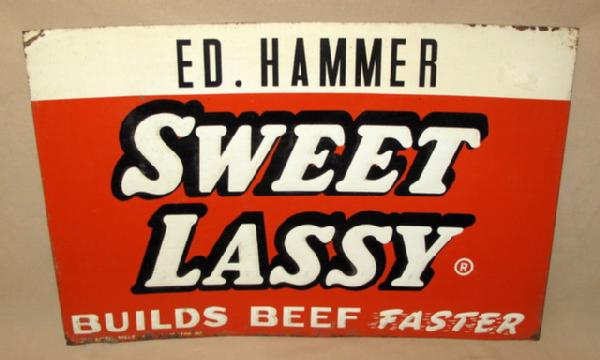 ED. HAMMER
SWEET
LASSY®
BUILDS BEEF FASTER